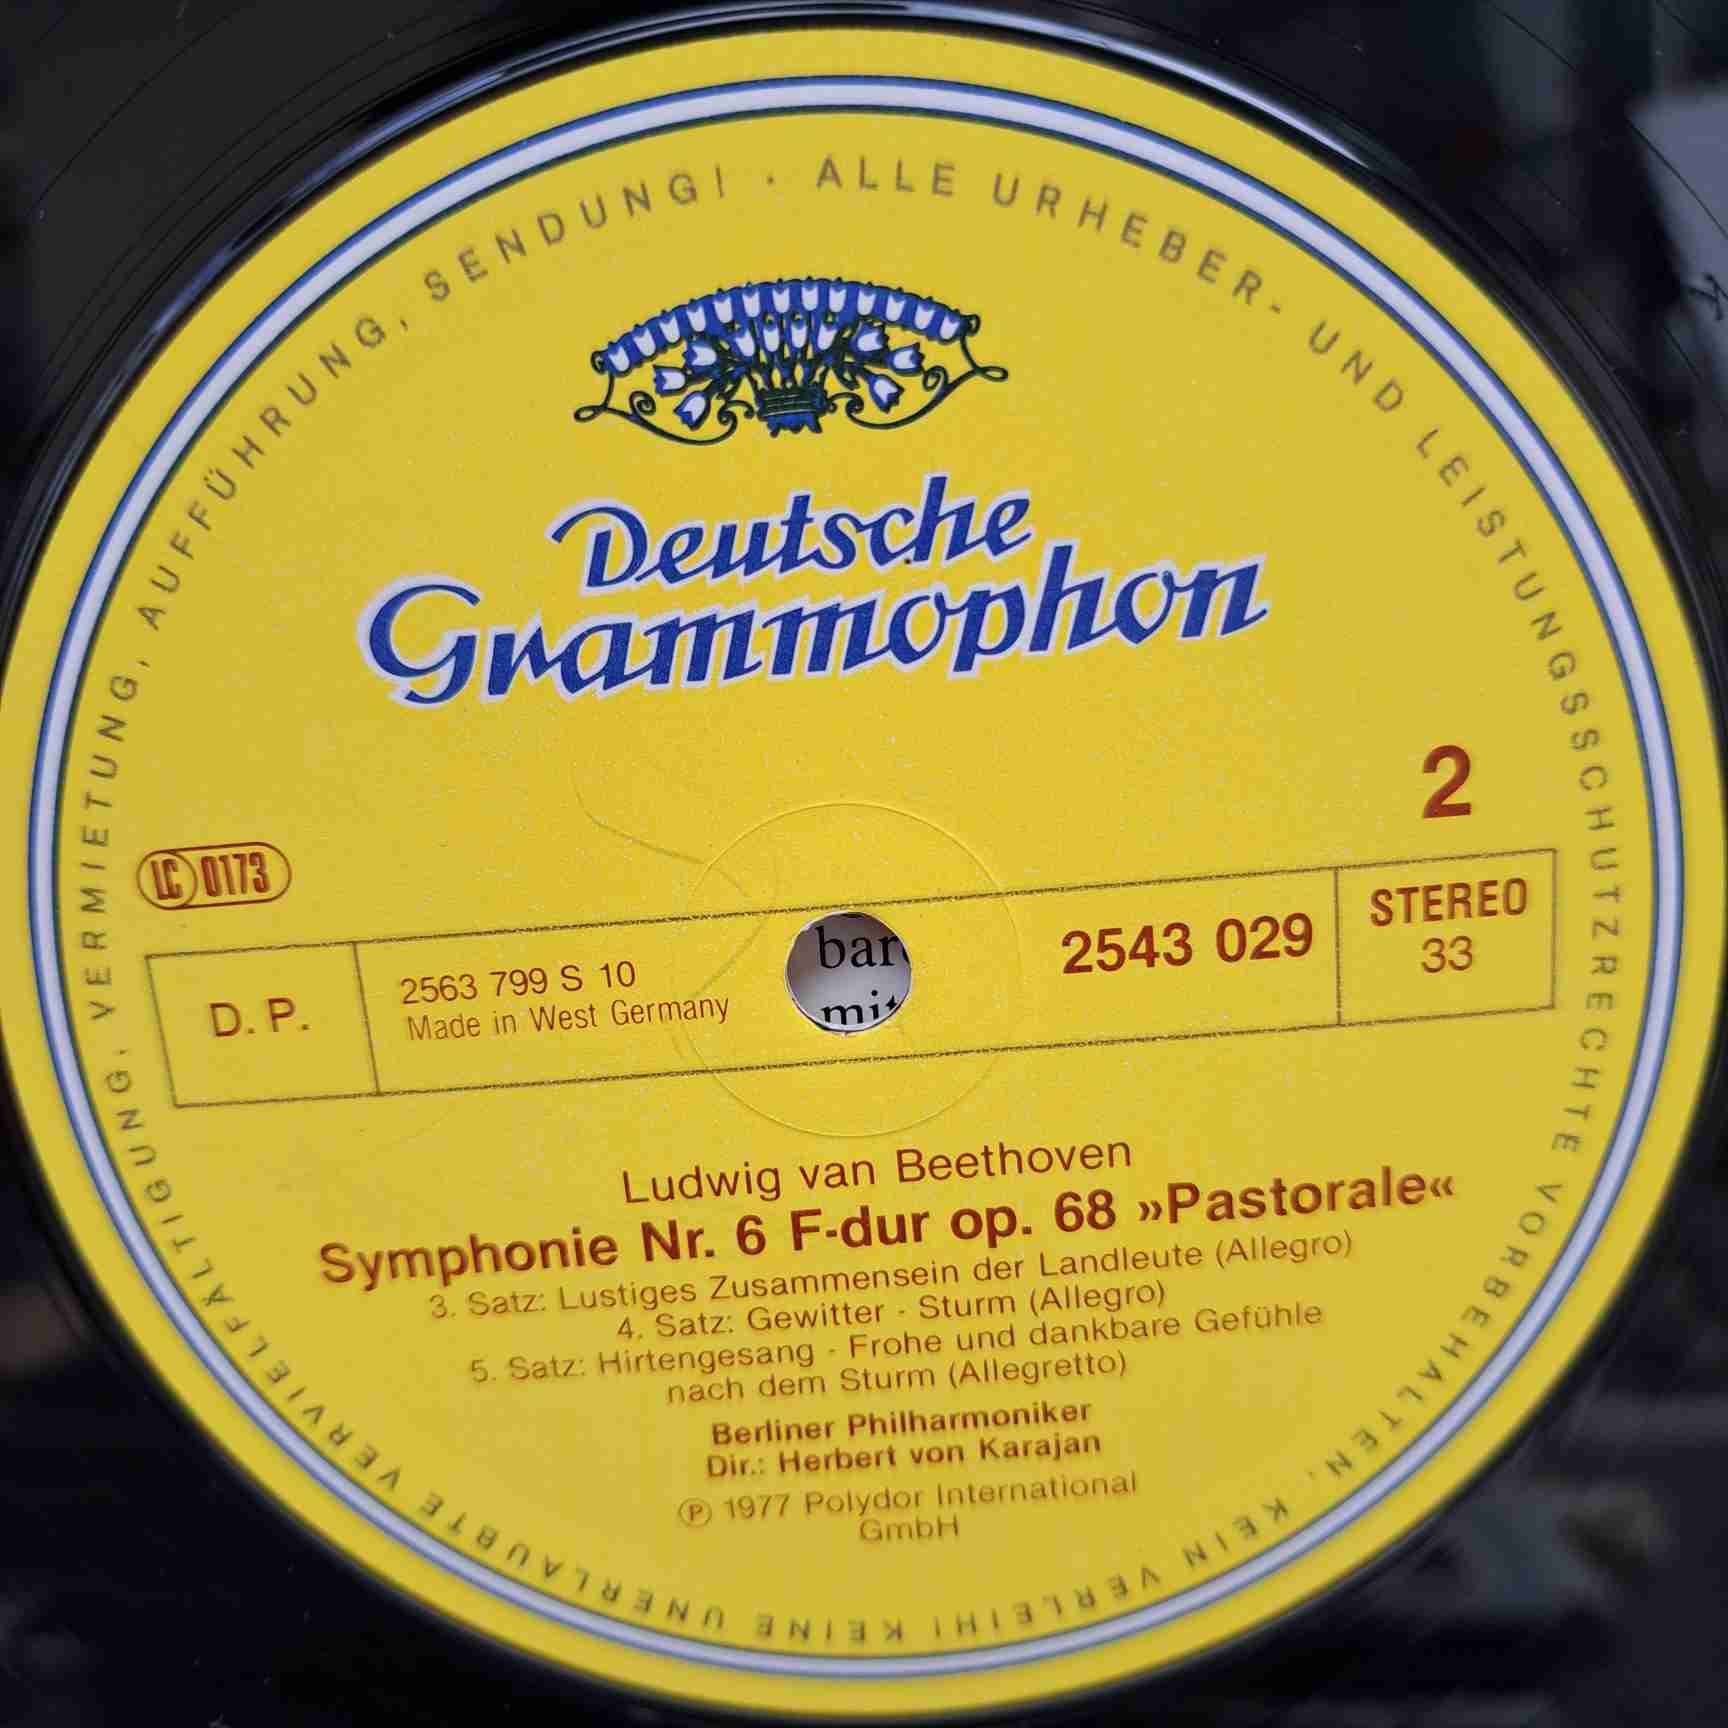 ALLE URHEBER- UND LEISTUNGSSCHUTZRECHTE VORBEHALTEN, KEIN VERLEIH! KEINE UNERLAUBTE VERVIELFÄLTIGUNG, VERMIETUNG, AUFFÜHRUNG, SENDUNG! ·
Deutsche
Grammophon
2
LC 0173
D. P.
2563 799 S 10
Made in West Germany
2543 029
STEREO
33
mit
Ludwig van Beethoven
Symphonie Nr. 6 F-dur op. 68 »Pastorale«
3. Satz: Lustiges Zusammensein der Landleute (Allegro)
4. Satz: Gewitter - Sturm (Allegro)
5. Satz: Hirtengesang - Frohe und dankbare Gefühle
nach dem Sturm (Allegretto)
Berliner Philharmoniker
Dir.: Herbert von Karajan
℗ 1977 Polydor International
GmbH